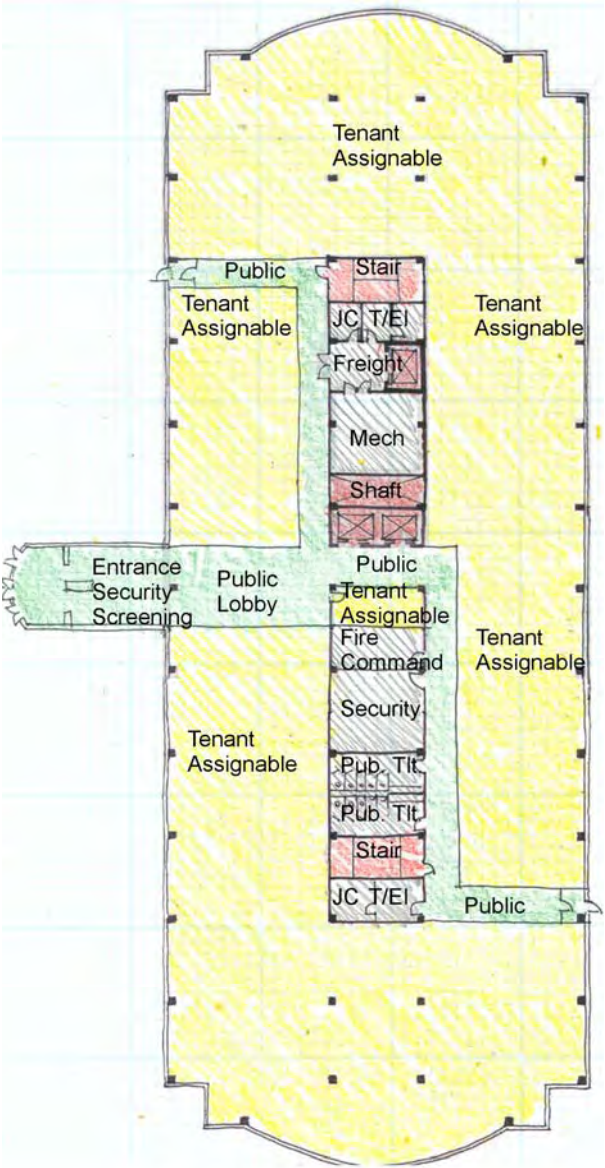 Tenant
Assignable
Public
Stair
Tenant
Assignable
JC T/El
Tenant
Assignable
Freight
Mech
Shaft
Entrance
Security
Screening
Public
Lobby
Public
Tenant
Assignable
Fire
Command
Tenant
Assignable
Security
Tenant
Assignable
Pub. Tlt.
Pub. Tlt.
Stair
JC T/El
Public